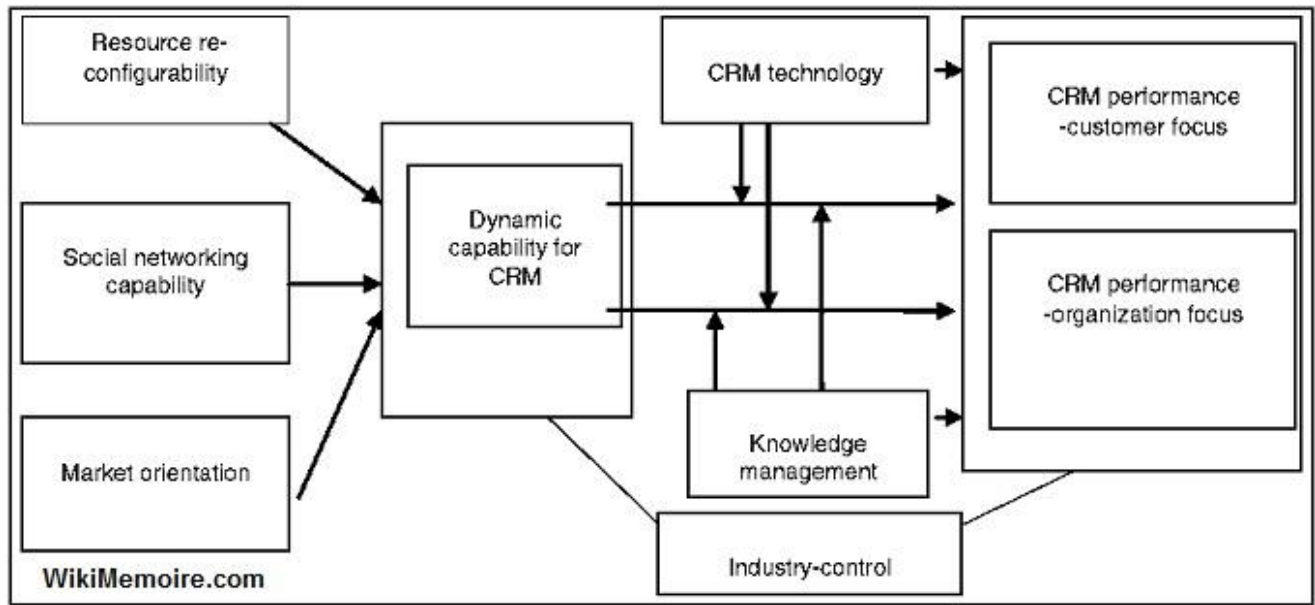 Resource re-
configurability
Social networking
capability
Market orientation
WikiMemoire.com
Dynamic
capability for
CRM
CRM technology
Knowledge
management
Industry-control
CRM performance
-customer focus
CRM performance
-organization focus